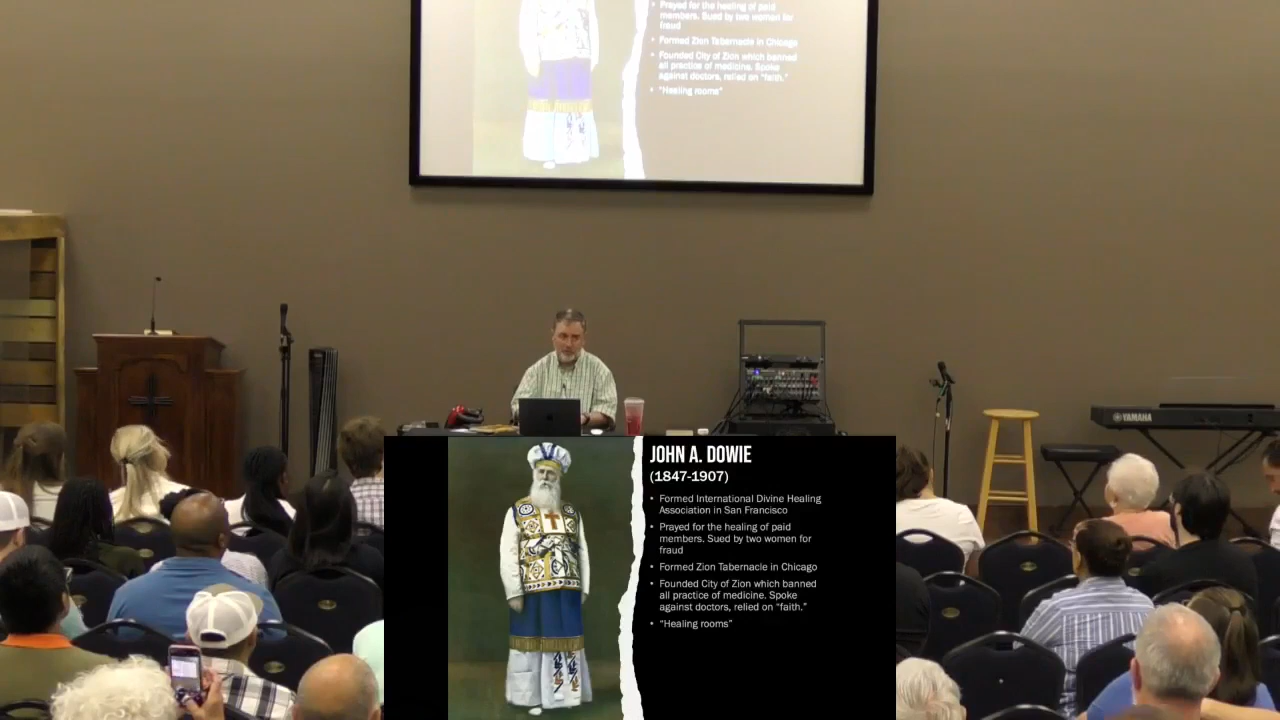 Prayed for the healing of paid
members. Sued by two women for
fraud
Formed Zion Tabernacle in Chicago
Founded City of Zion which banned
all practice of medicine. Spoke
against doctors, relied on "faith."
"Healing rooms"
YAMAHA
JOHN A. DOWIE
(1847-1907)
Formed International Divine Healing
Association in San Francisco
Prayed for the healing of paid
members. Sued by two women for
fraud
Formed Zion Tabernacle in Chicago
Founded City of Zion which banned
all practice of medicine. Spoke
against doctors, relied on "faith."
"Healing rooms"